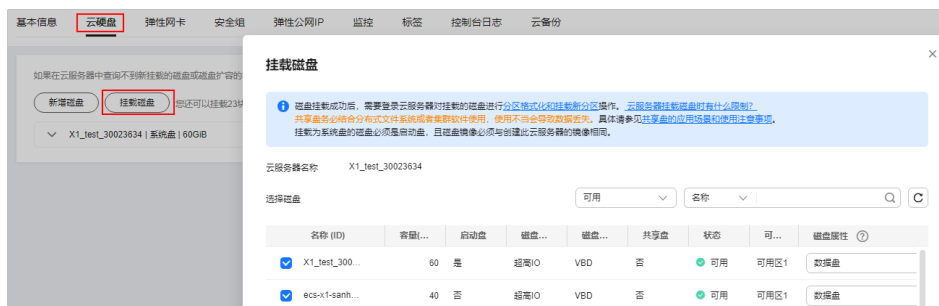 基本信息 云硬盘 弹性网卡 安全组 弹性公网IP 监控 标签 控制台日志 云备份
挂载磁盘
如果在云服务器中查询不到新挂载的磁盘或磁盘扩容的
新增磁盘 挂载磁盘 您还可以挂载23块
X1_test_30023634 | 系统盘 | 60GiB
磁盘挂载成功后，需要登录云服务器对挂载的磁盘进行分区格式化和挂载新分区操作。 云服务器挂载磁盘时有什么限制？
共享盘务必结合分布式文件系统或者集群软件使用，使用不当会导致数据丢失。具体请参见共享盘的应用场景和使用注意事项。
挂载为系统盘的磁盘必须是启动盘，且磁盘镜像必须与创建此云服务器的镜像相同。
云服务器名称 X1_test_30023634
选择磁盘 可用 名称
名称 (ID) 容量(... 启动盘 磁盘... 磁盘... 共享盘 状态 可... 磁盘属性
X1_test_300... 60 是 超高IO VBD 否 可用 可用区1 数据盘
ecs-x1-sanh... 40 否 超高IO VBD 否 可用 可用区1 数据盘